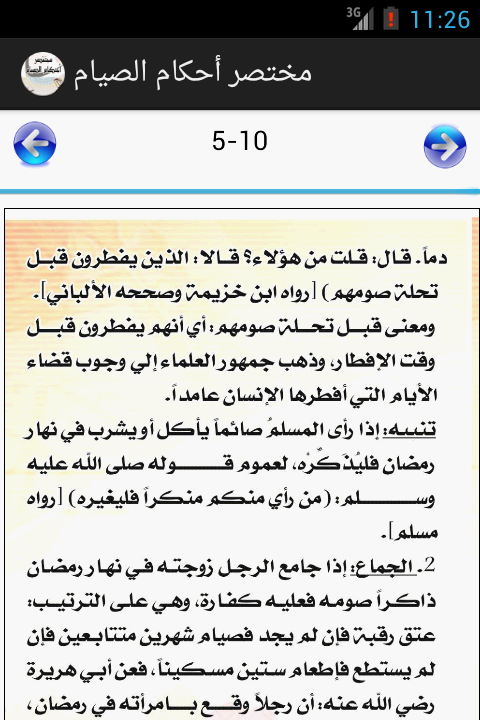 3G
11:26
مختصر أحكام الصيام
5-10
دماً. قال: قلت من هؤلاء؟ قالا: الذين يفطرون قبل
تحلة صومهم) [رواه ابن خزيمة وصححه الألباني].
ومعنى قبل تحلة صومهم: أي أنهم يفطرون قبل
وقت الإفطار، وذهب جمهور العلماء إلي وجوب قضاء
الأيام التي أفطرها الإنسان عامداً.
تنبيه: إذا رأى المسلمُ صائماً يأكل أو يشرب في نهار
رمضان فليُذَكِّرْه، لعموم قوله صلى الله عليه
وسلم: (من رأي منكم منكراً فليغيره) [رواه
مسلم].
2. الجماع: إذا جامع الرجل زوجته في نهار رمضان
ذاكراً صومه فعليه كفارة، وهي على الترتيب:
عتق رقبة فإن لم يجد فصيام شهرين متتابعين فإن
لم يستطع فإطعام ستين مسكيناً، فعن أبي هريرة
رضي الله عنه: أن رجلاً وقع بامرأته في رمضان،